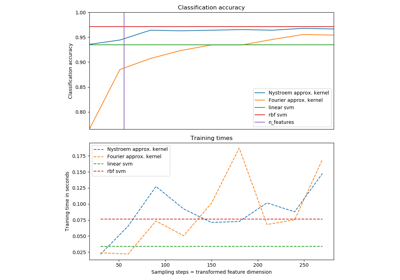 Classification accuracy
1.00
0.95
0.90
0.85
0.80
Classification accuracy
Nystroem approx. kernel
Fourier approx. kernel
linear svm
rbf svm
n_features
Training times
Nystroem approx. kernel
Fourier approx. kernel
linear svm
rbf svm
0.175
0.150
0.125
0.100
0.075
0.050
0.025
Training time in seconds
50
100
150
200
250
Sampling steps = transformed feature dimension